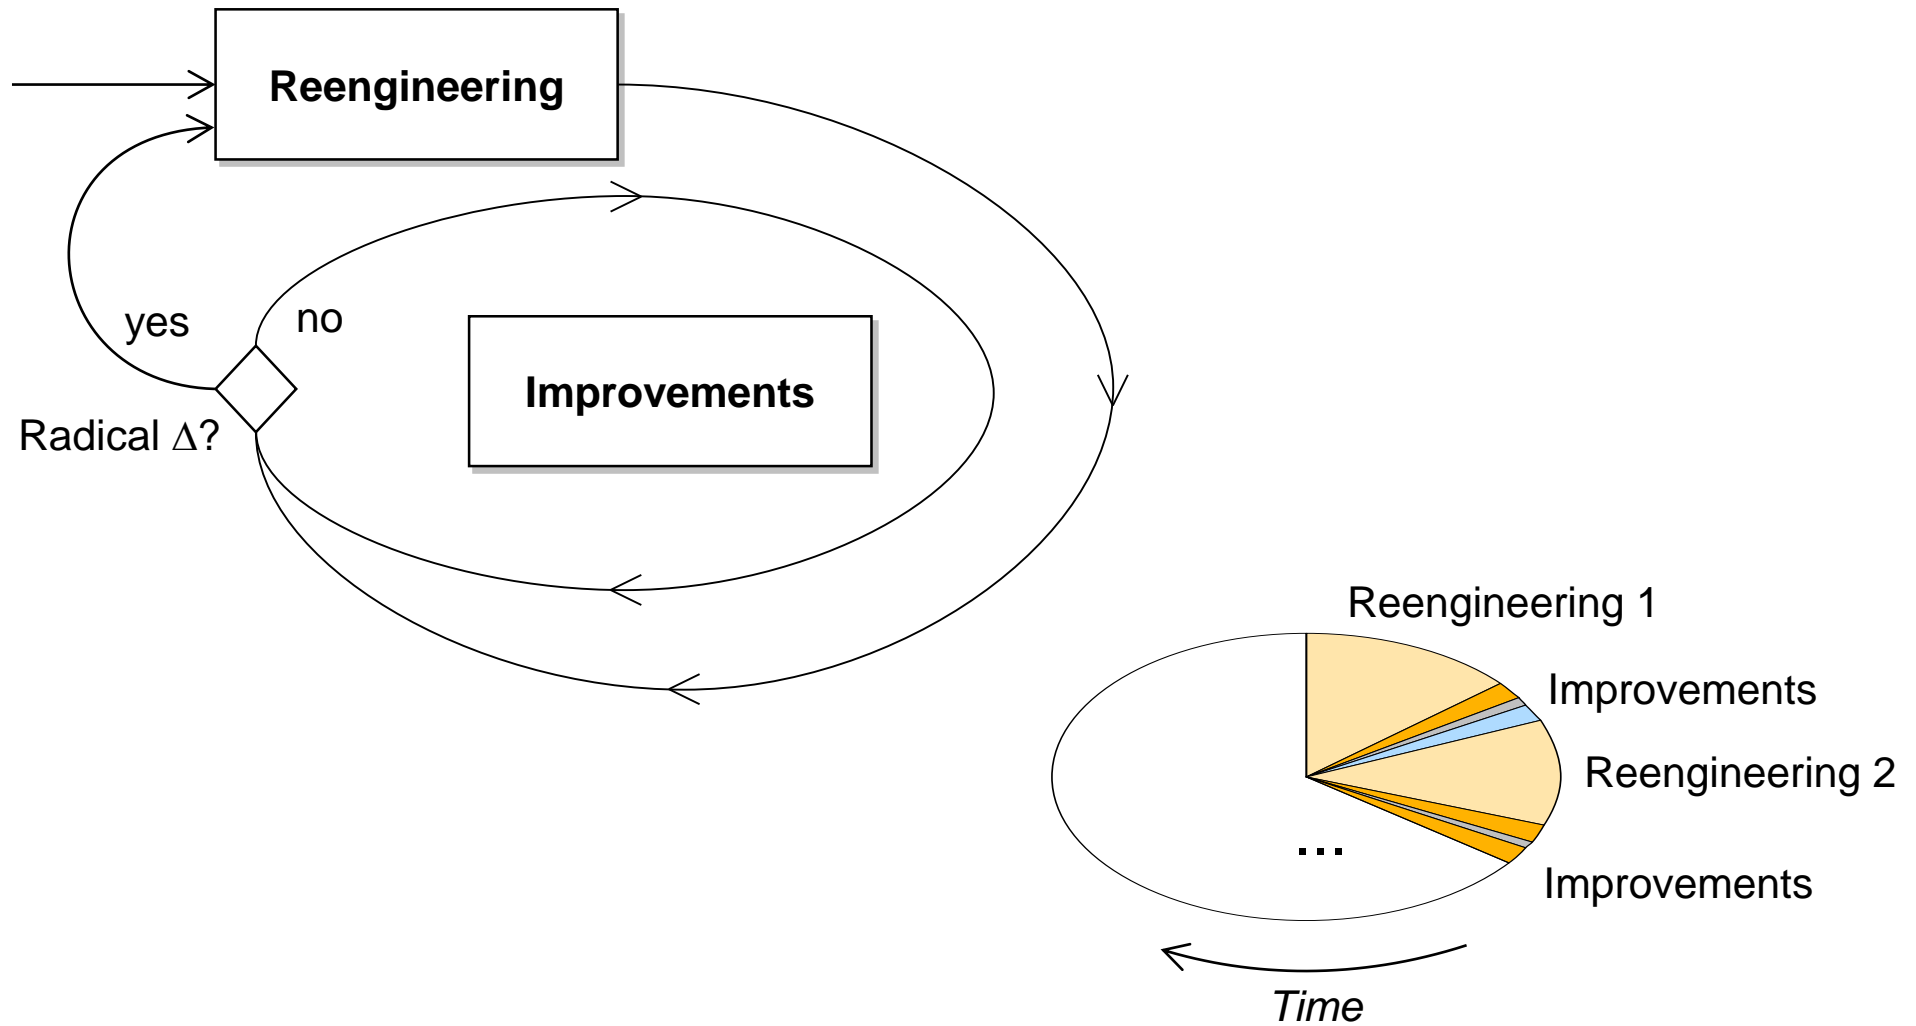 Reengineering
yes
no
Improvements
Radical Δ?
Reengineering 1
Improvements
Reengineering 2
...
Improvements
Time